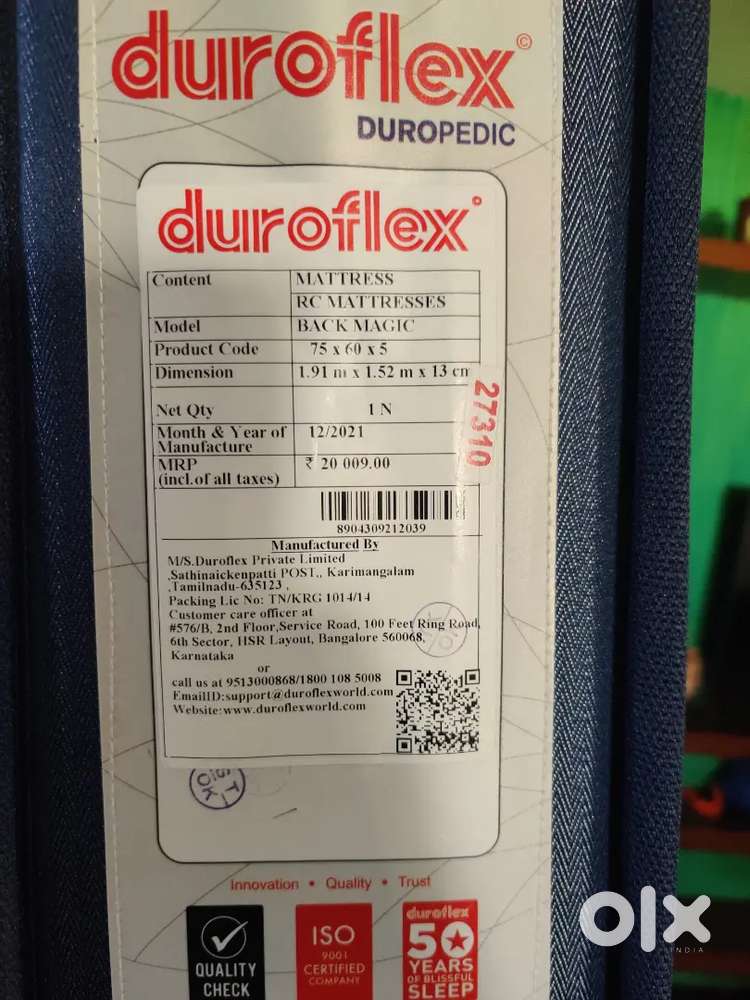 duroflex©
DUROPEDIC
duroflex°
Content MATTRESS
RC MATTRESSES
Model BACK MAGIC
Product Code 75 x 60 x 5
Dimension 1.91 m x 1.52 m x 13 cm
Net Qty 1 N
Month & Year of 12/2021
Manufacture
MRP ₹ 20 009.00
(incl.of all taxes)
27310
8904309212039
Manufactured By
M/S.Duroflex Private Limited
,Sathinaickenpatti POST,, Karimangalam
,Tamilnadu-635123 ,
Packing Lic No: TN/KRG 1014/14
Customer care officer at
#576/B, 2nd Floor,Service Road, 100 Feet Ring Road,
6th Sector, HSR Layout, Bangalore 560068,
Karnataka
or
call us at 9513000868/1800 108 5008
EmailID:support@duroflexworld.com
Website:www.duroflexworld.com
OK
Innovation • Quality • Trust
QUALITY
CHECK
ISO
9001
CERTIFIED
COMPANY
duroflex
50
YEARS
OF BLISSFUL
SLEEP
olx
INDIA